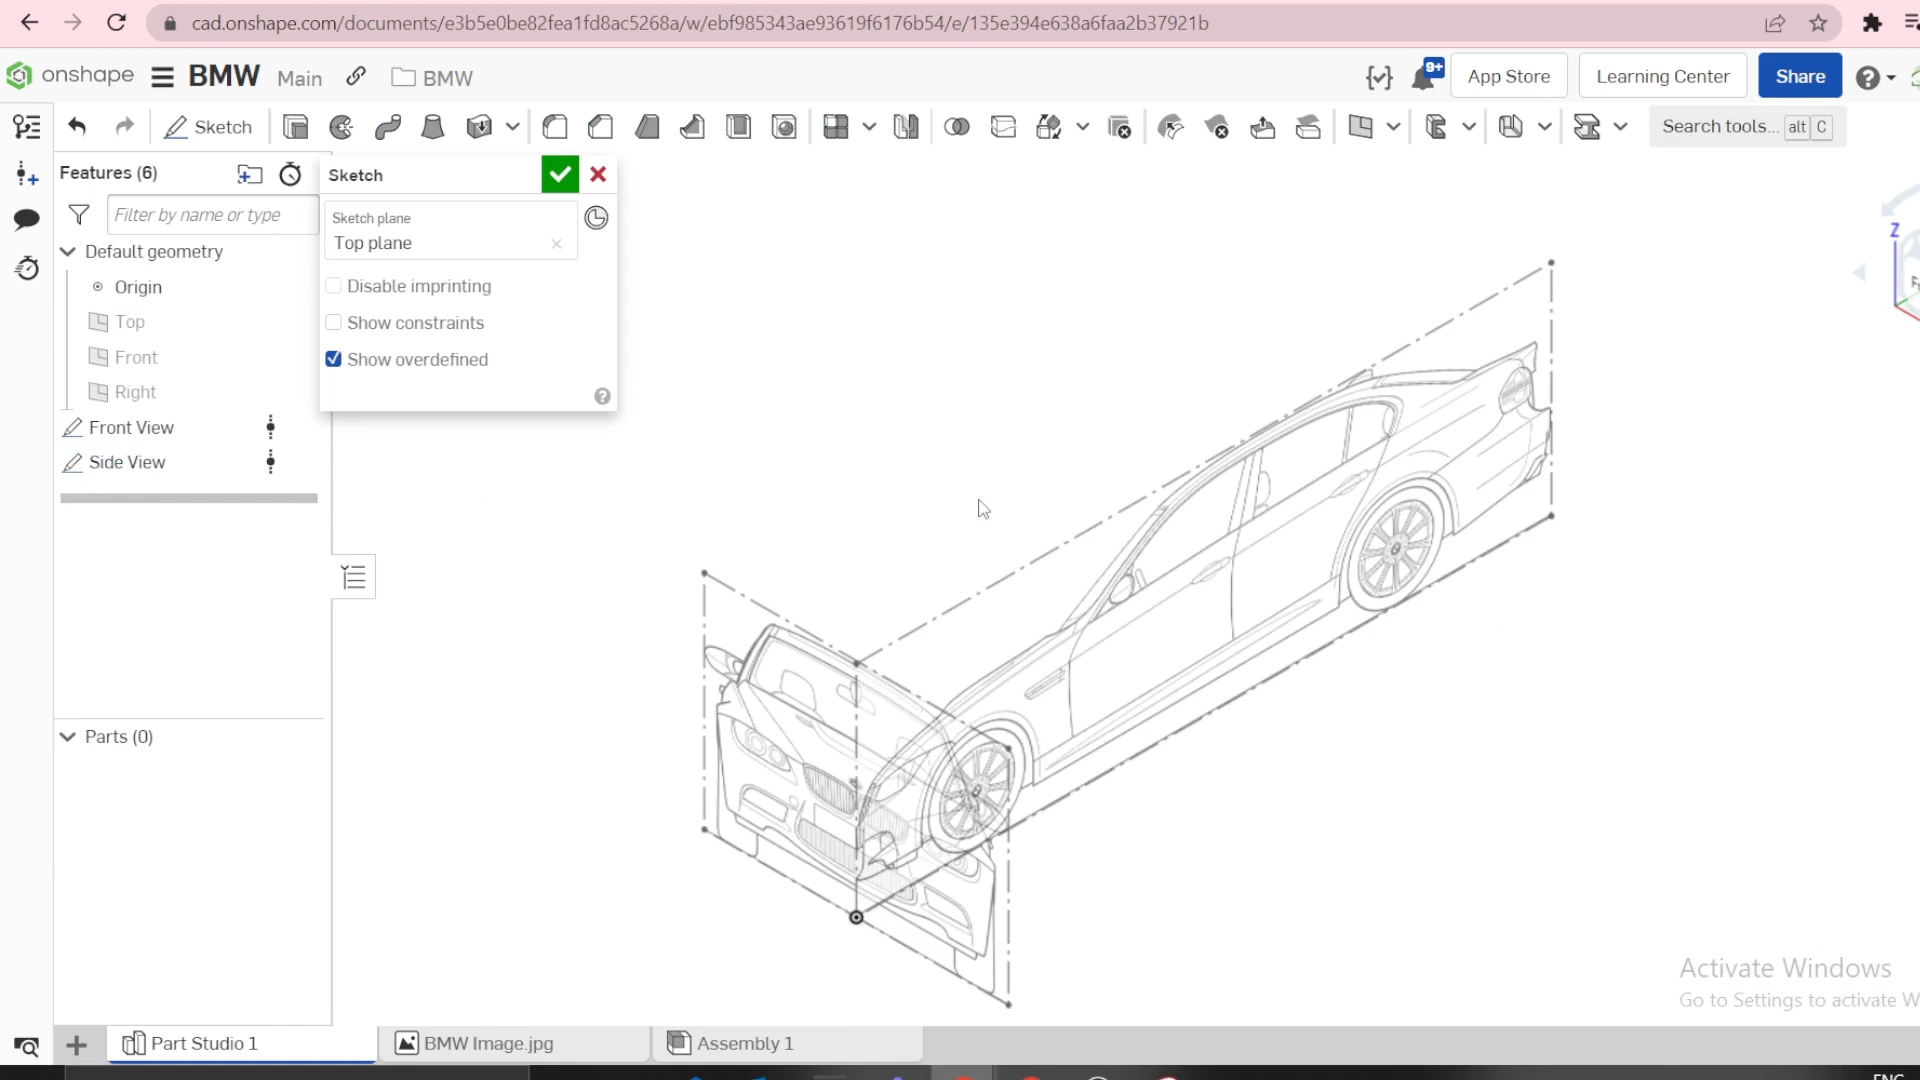 cad.onshape.com/documents/e3b5e0be82fea1fd8ac5268a/w/ebf985343ae93619f6176b54/e/135e394e638a6faa2b37921b
onshape BMW Main BMW 9+ App Store Learning Center Share ?
Sketch Search tools... alt C
Features (6)
Filter by name or type
Default geometry
Origin
Top
Front
Right
Front View
Side View
Parts (0)
Sketch
Sketch plane
Top plane
Disable imprinting
Show constraints
Show overdefined
?
Z
Activate Windows
Go to Settings to activate W
Part Studio 1 BMW Image.jpg Assembly 1
ENG